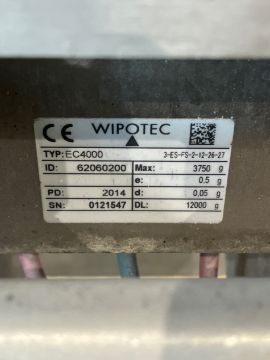 CE WIPOTEC
TYP: EC4000 3-ES-FS-2-12-26-27
ID: 62060200 Max: 3750 g
e: 0,5 g
PD: 2014 d: 0,05 g
SN: 0121547 DL: 12000 g